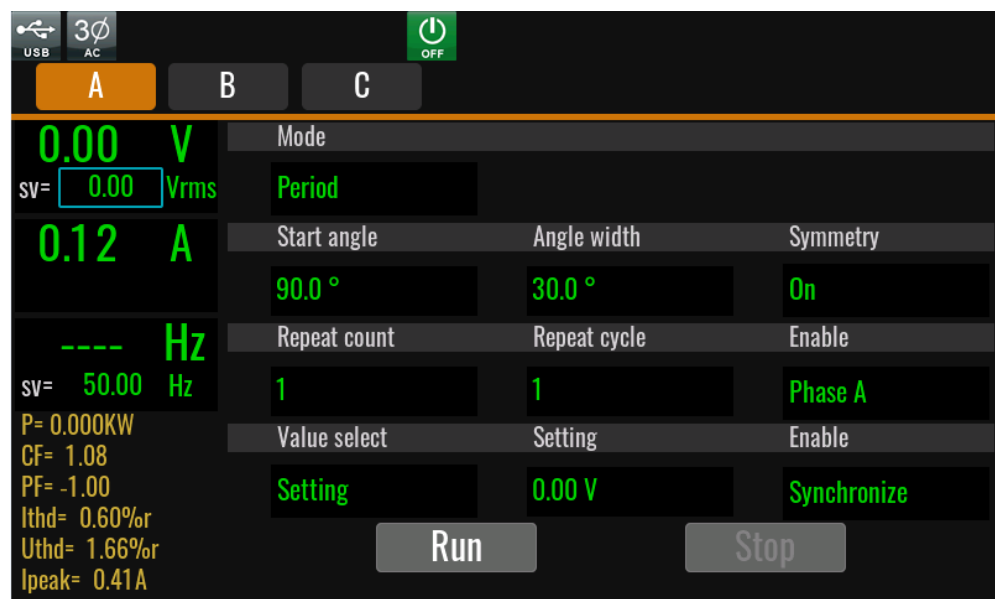 3Ø
USB AC OFF
A B C
0.00 V Mode
sv= 0.00 Vrms Period
0.12 A Start angle Angle width Symmetry
90.0 ° 30.0 ° On
---- Hz Repeat count Repeat cycle Enable
sv= 50.00 Hz 1 1 Phase A
P= 0.000KW Value select Setting Enable
CF= 1.08
PF= -1.00 Setting 0.00 V Synchronize
Ithd= 0.60%r
Uthd= 1.66%r Run Stop
Ipeak= 0.41A